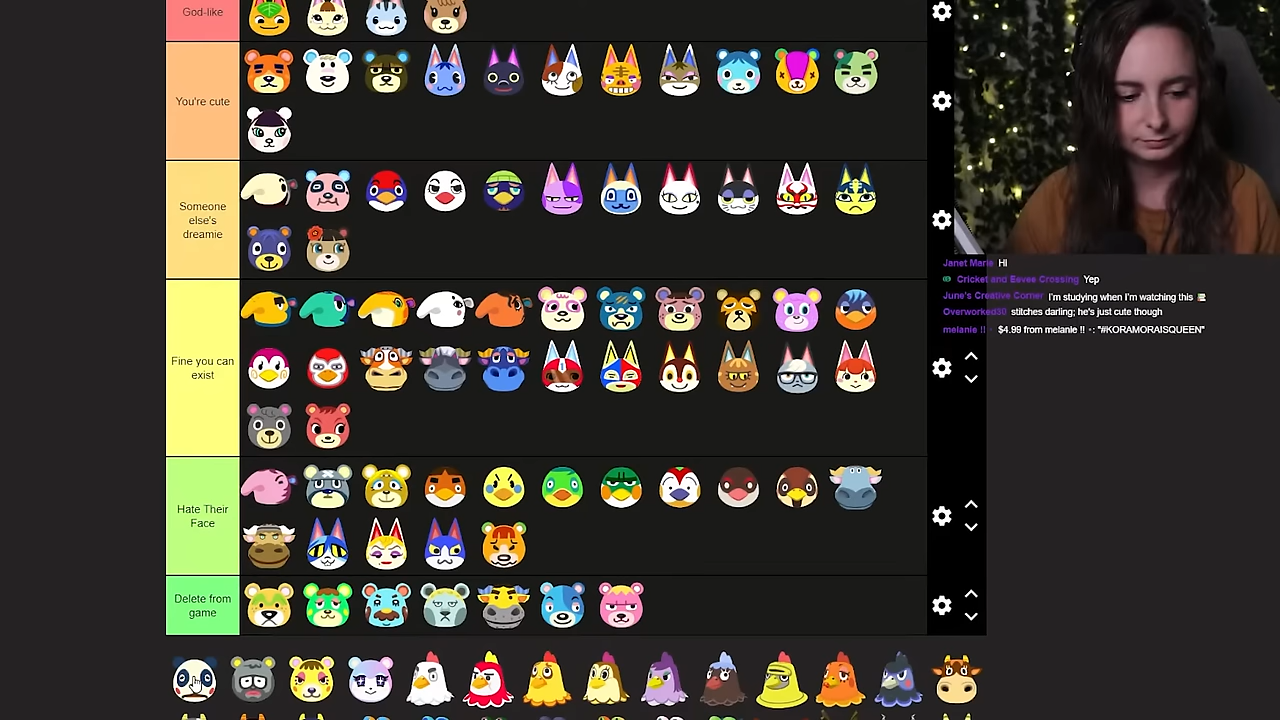 God-like
You're cute
Someone
else's
dreamie
Fine you can
exist
Hate Their
Face
Delete from
game
Janet Marie HI
Cricket and Eevee Crossing Yep
June's Creative Corner I'm studying when I'm watching this
Overworked30 stitches darling; he's just cute though
melanie !! $4.99 from melanie !! : "#KORAMORAISQUEEN"